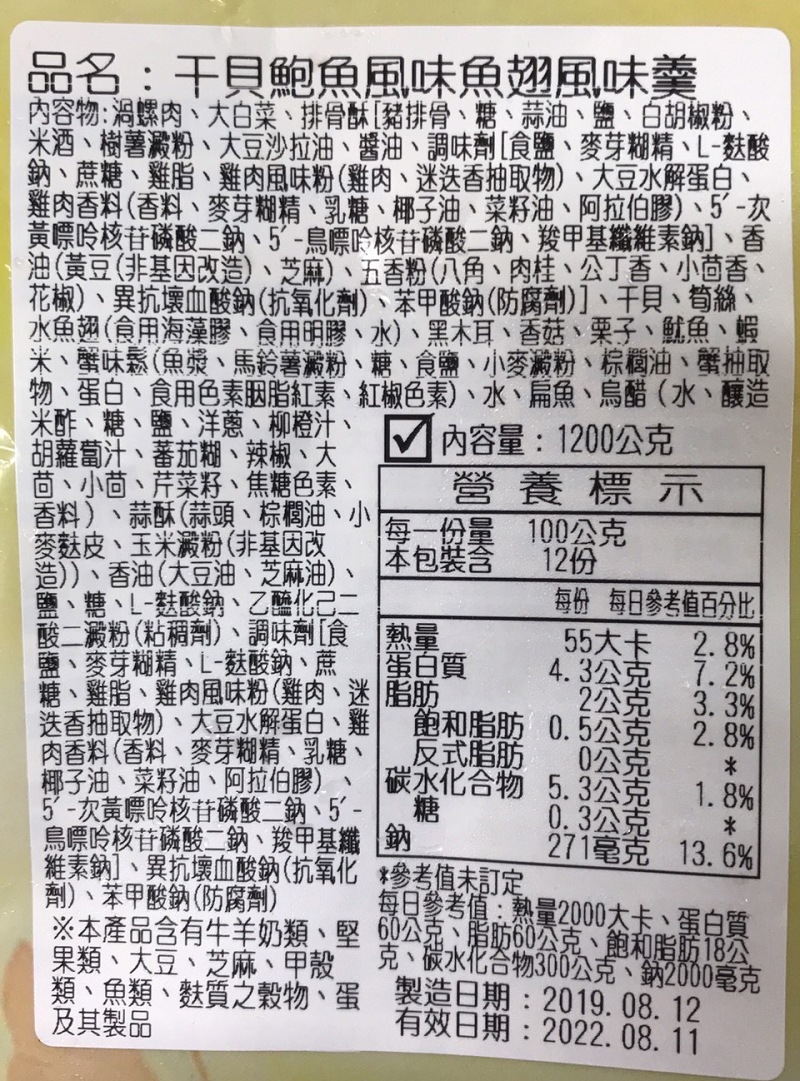 品名：干貝鮑魚風味魚翅風味羹
內容物:渦螺肉、大白菜、排骨酥[豬排骨、糖、蒜油、鹽、白胡椒粉、
米酒、樹薯澱粉、大豆沙拉油、醬油、調味劑[食鹽、麥芽糊精、L-麩酸
鈉、蔗糖、雞脂、雞肉風味粉(雞肉、迷迭香抽取物)、大豆水解蛋白、
雞肉香料(香料、麥芽糊精、乳糖、椰子油、菜籽油、阿拉伯膠)、5′-次
黃嘌呤核苷磷酸二鈉、5′-鳥嘌呤核苷磷酸二鈉、羧甲基纖維素鈉]、香
油(黃豆(非基因改造)、芝麻)、五香粉(八角、肉桂、公丁香、小茴香、
花椒)、異抗壞血酸鈉(抗氧化劑)、苯甲酸鈉(防腐劑)]、干貝、筍絲、
水魚翅(食用海藻膠、食用明膠、水)、黑木耳、香菇、栗子、魷魚、蝦
米、蟹味鬆(魚漿、馬鈴薯澱粉、糖、食鹽、小麥澱粉、棕櫚油、蟹抽取
物、蛋白、食用色素胭脂紅素、紅椒色素)、水、扁魚、烏醋（水、釀造
米酢、糖、鹽、洋蔥、柳橙汁、
胡蘿蔔汁、蕃茄糊、辣椒、大
茴、小茴、芹菜籽、焦糖色素、
香料）、蒜酥(蒜頭、棕櫚油、小
麥麩皮、玉米澱粉(非基因改
造))、香油(大豆油、芝麻油)、
鹽、糖、L-麩酸鈉、乙醯化己二
酸二澱粉(粘稠劑)、調味劑[食
鹽、麥芽糊精、L-麩酸鈉、蔗
糖、雞脂、雞肉風味粉(雞肉、迷
迭香抽取物)、大豆水解蛋白、雞
肉香料(香料、麥芽糊精、乳糖、
椰子油、菜籽油、阿拉伯膠)、
5′-次黃嘌呤核苷磷酸二鈉、5′-
鳥嘌呤核苷磷酸二鈉、羧甲基纖
維素鈉]、異抗壞血酸鈉(抗氧化
劑)、苯甲酸鈉(防腐劑)
※本產品含有牛羊奶類、堅
果類、大豆、芝麻、甲殼
類、魚類、麩質之穀物、蛋
及其製品
☑內容量：1200公克
營養標示
每一份量 100公克
本包裝含 12份
每份 每日參考值百分比
熱量 55大卡 2.8%
蛋白質 4.3公克 7.2%
脂肪 2公克 3.3%
飽和脂肪 0.5公克 2.8%
反式脂肪 0公克 *
碳水化合物 5.3公克 1.8%
糖 0.3公克 *
鈉 271毫克 13.6%
*參考值未訂定
每日參考值：熱量2000大卡、蛋白質
60公克、脂肪60公克、飽和脂肪18公
克、碳水化合物300公克、鈉2000毫克
製造日期：2019.08.12
有效日期：2022.08.11